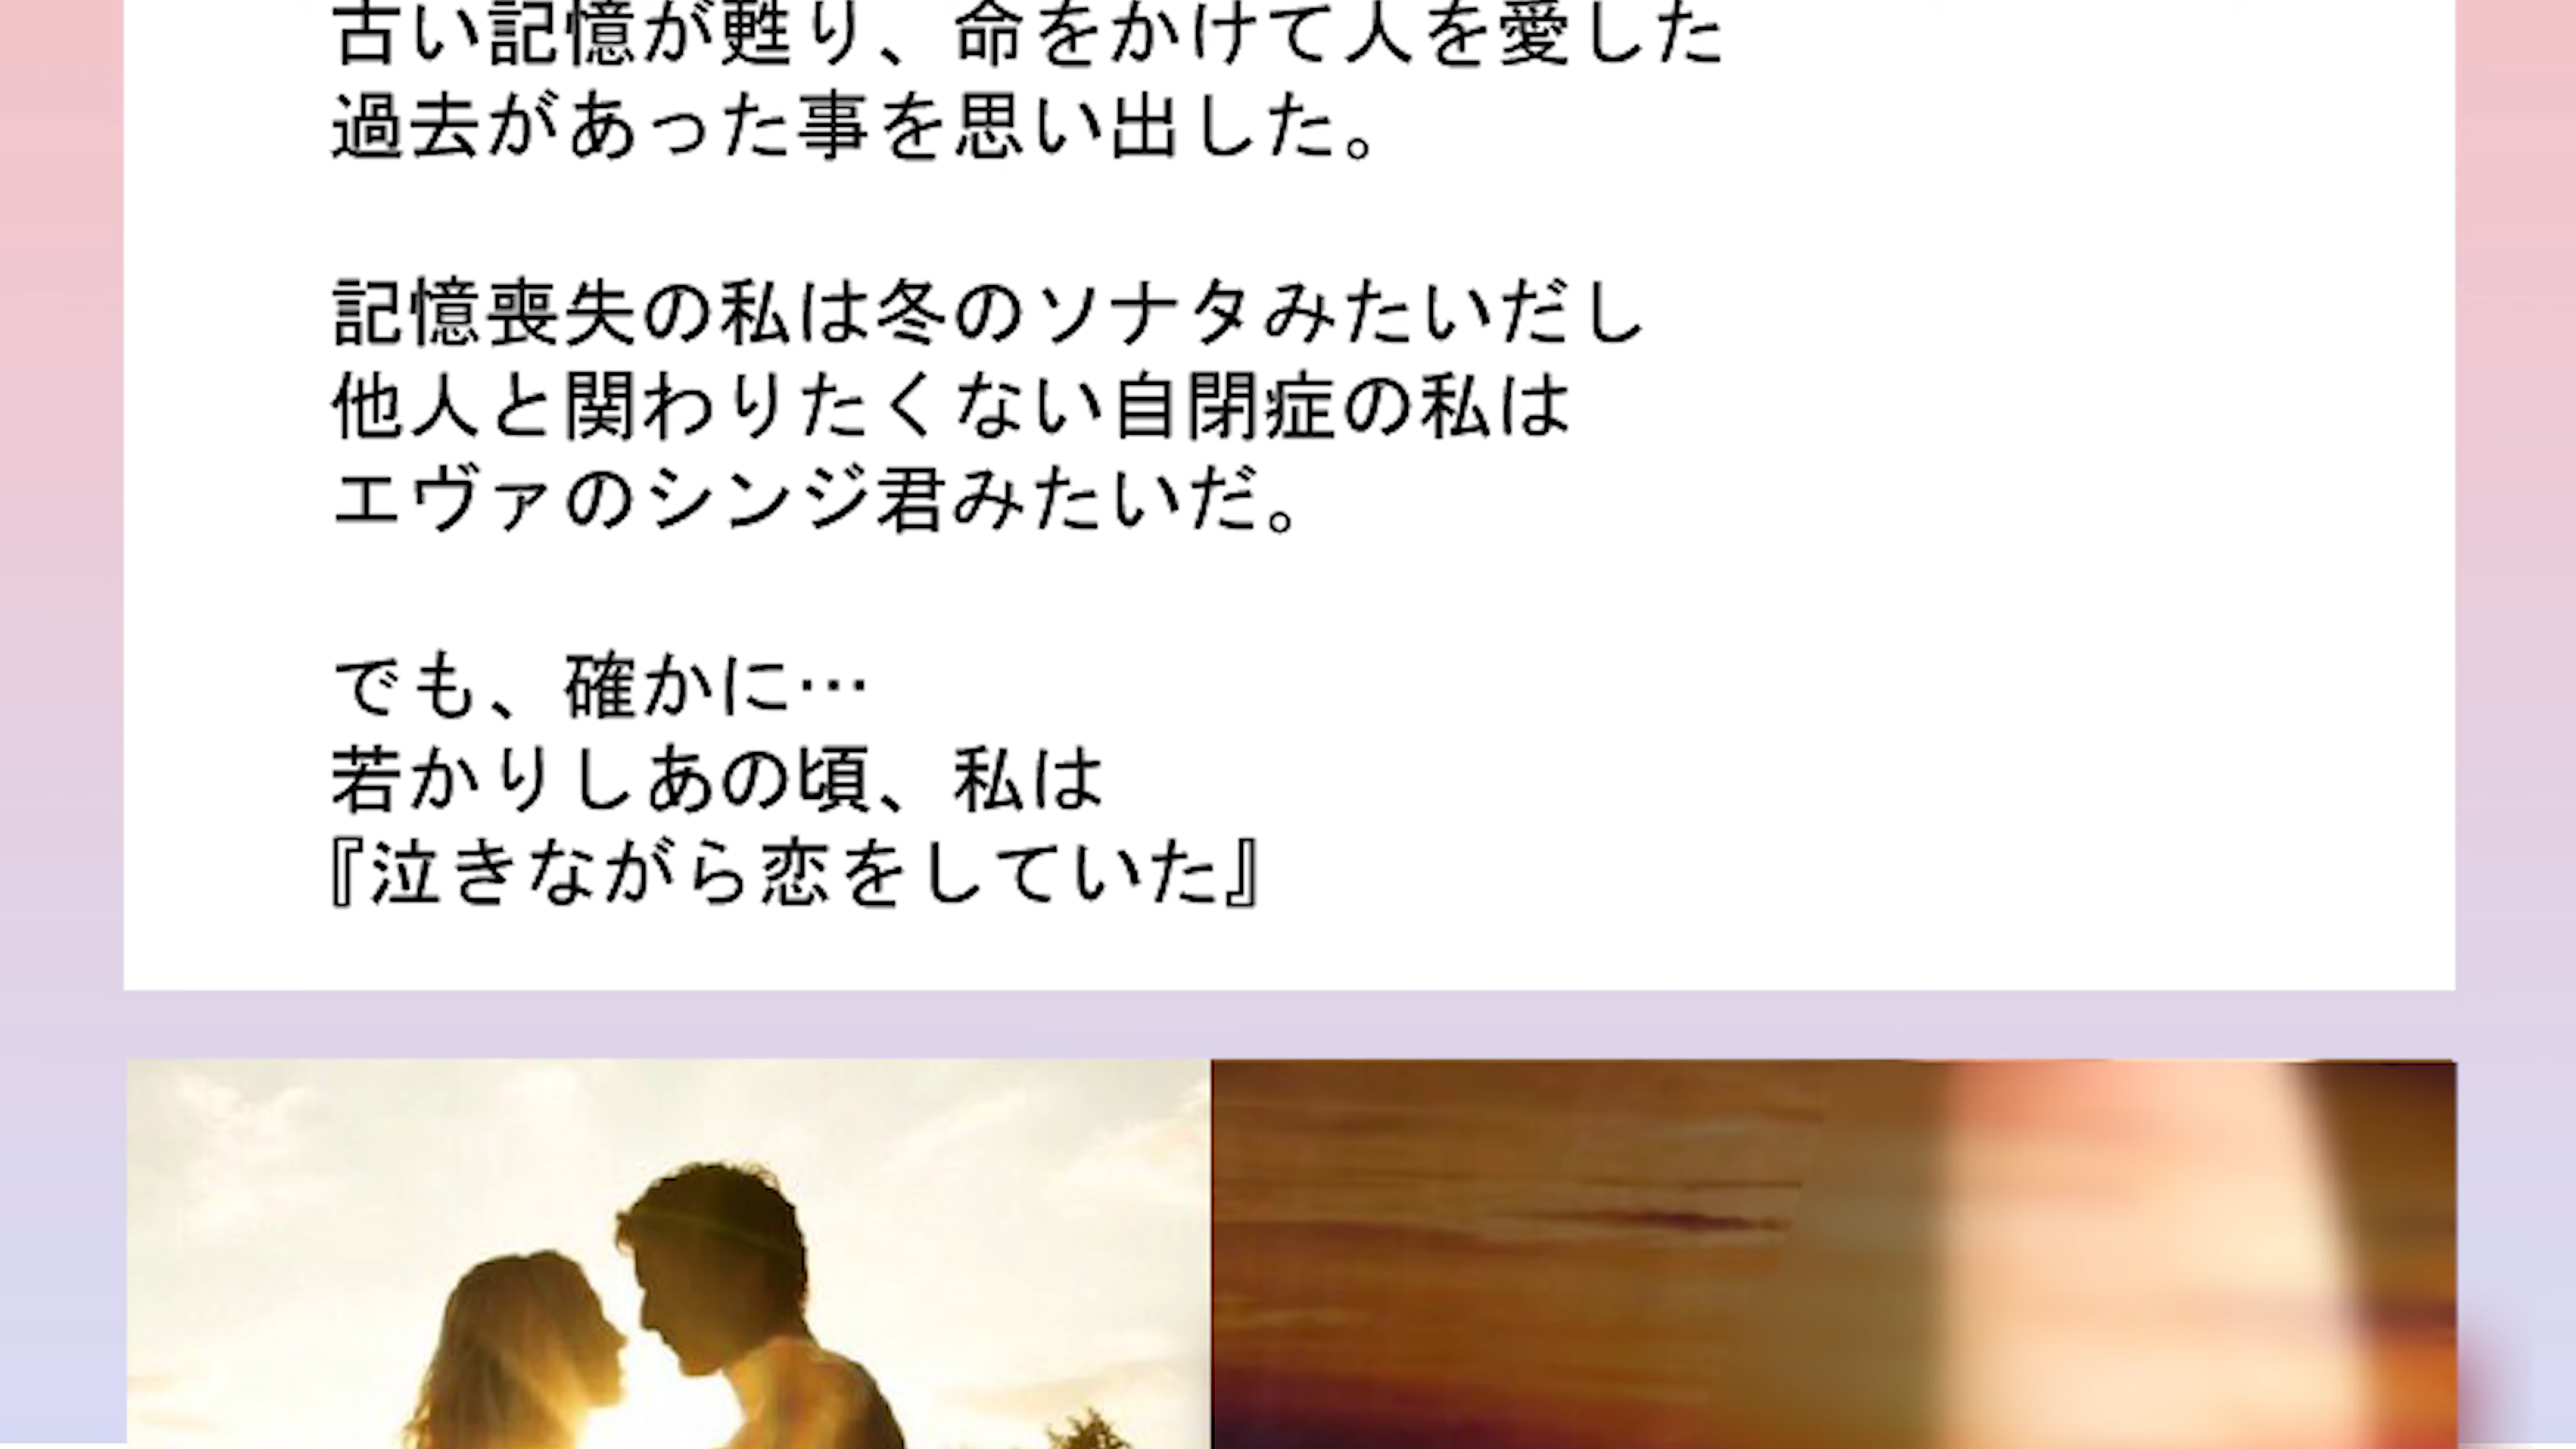 古い記憶が甦り、命をかけて人を愛した
過去があった事を思い出した。
記憶喪失の私は冬のソナタみたいだし
他人と関わりたくない自閉症の私は
エヴァのシンジ君みたいだ。
でも、確かに…
若かりしあの頃、私は
『泣きながら恋をしていた』